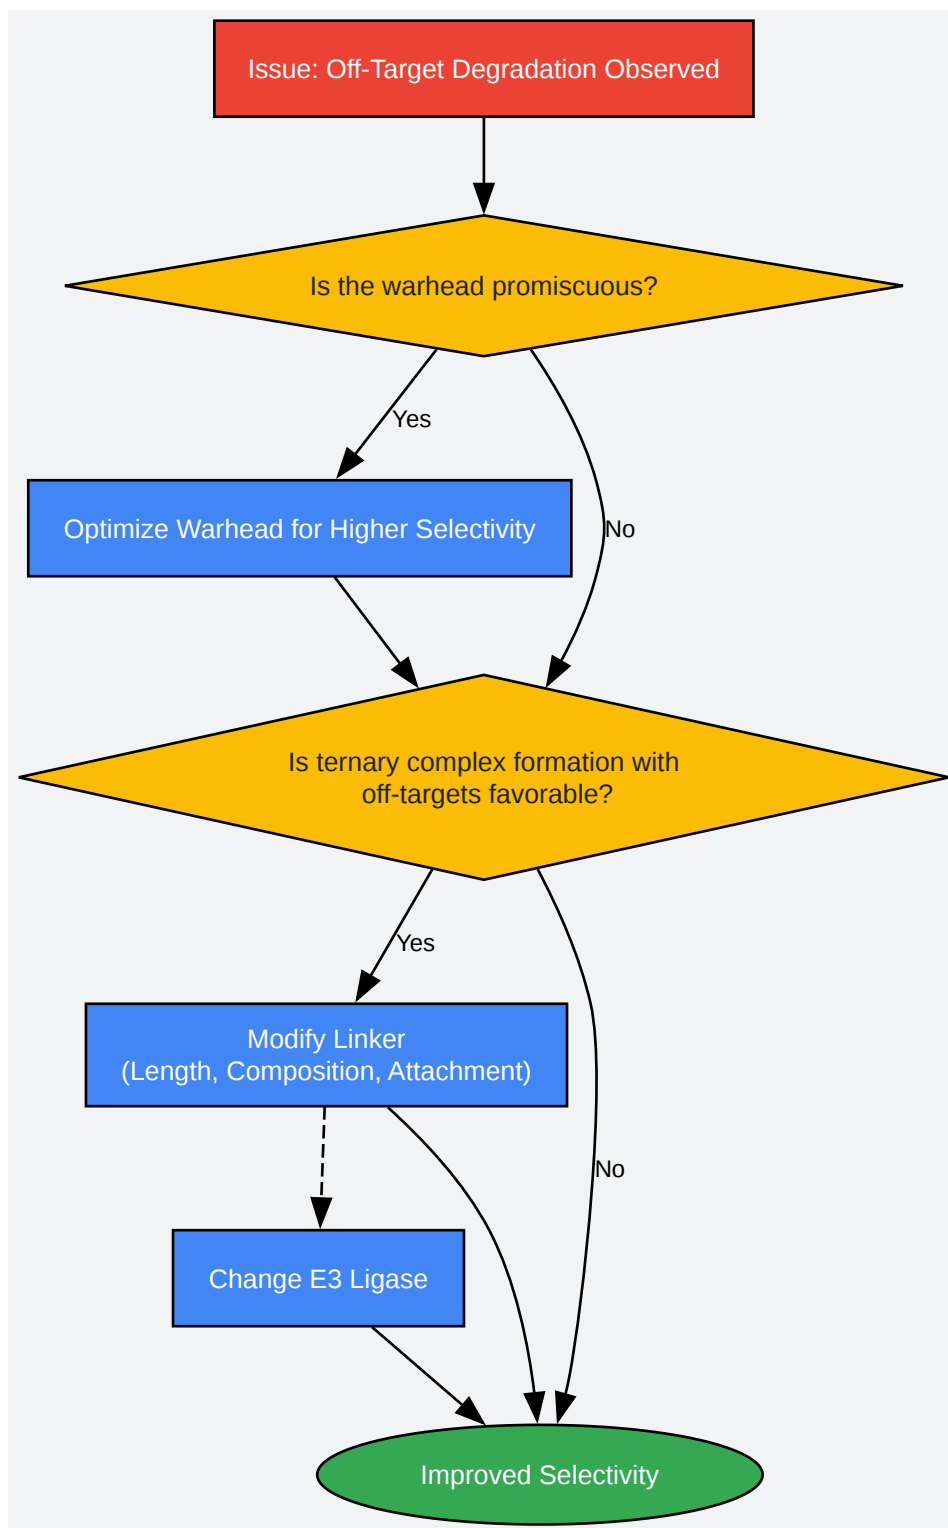 Issue: Off-Target Degradation Observed
Is the warhead promiscuous?
Yes
Optimize Warhead for Higher Selectivity
No
Is ternary complex formation with
off-targets favorable?
Yes
Modify Linker
(Length, Composition, Attachment)
No
Change E3 Ligase
Improved Selectivity